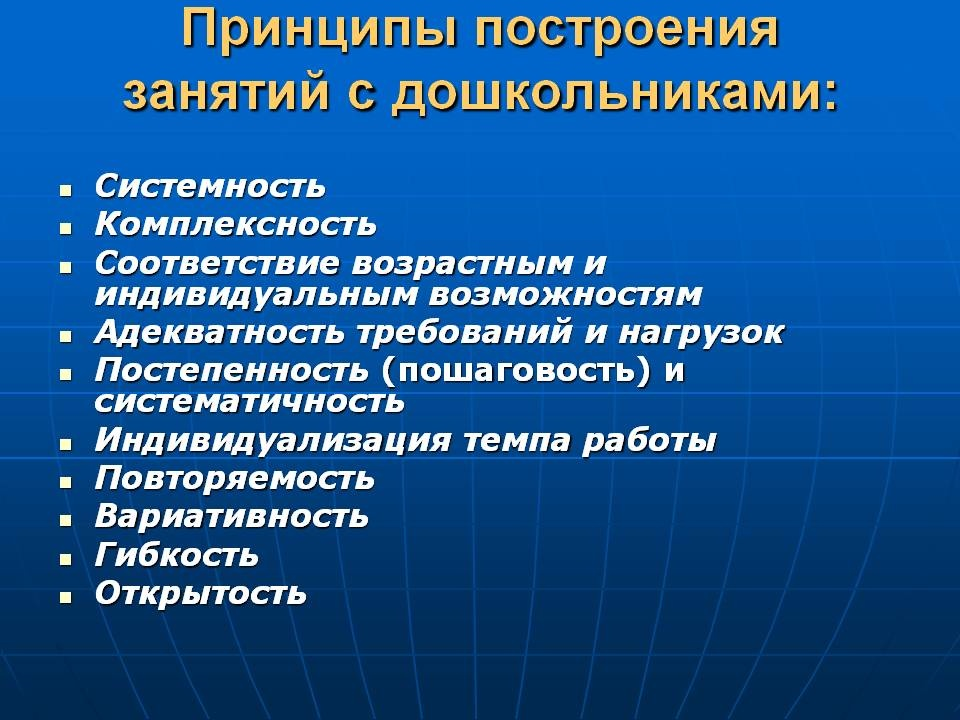 Принципы построения
занятий с дошкольниками:
Системность
Комплексность
Соответствие возрастным и
индивидуальным возможностям
Адекватность требований и нагрузок
Постепенность (пошаговость) и
систематичность
Индивидуализация темпа работы
Повторяемость
Вариативность
Гибкость
Открытость